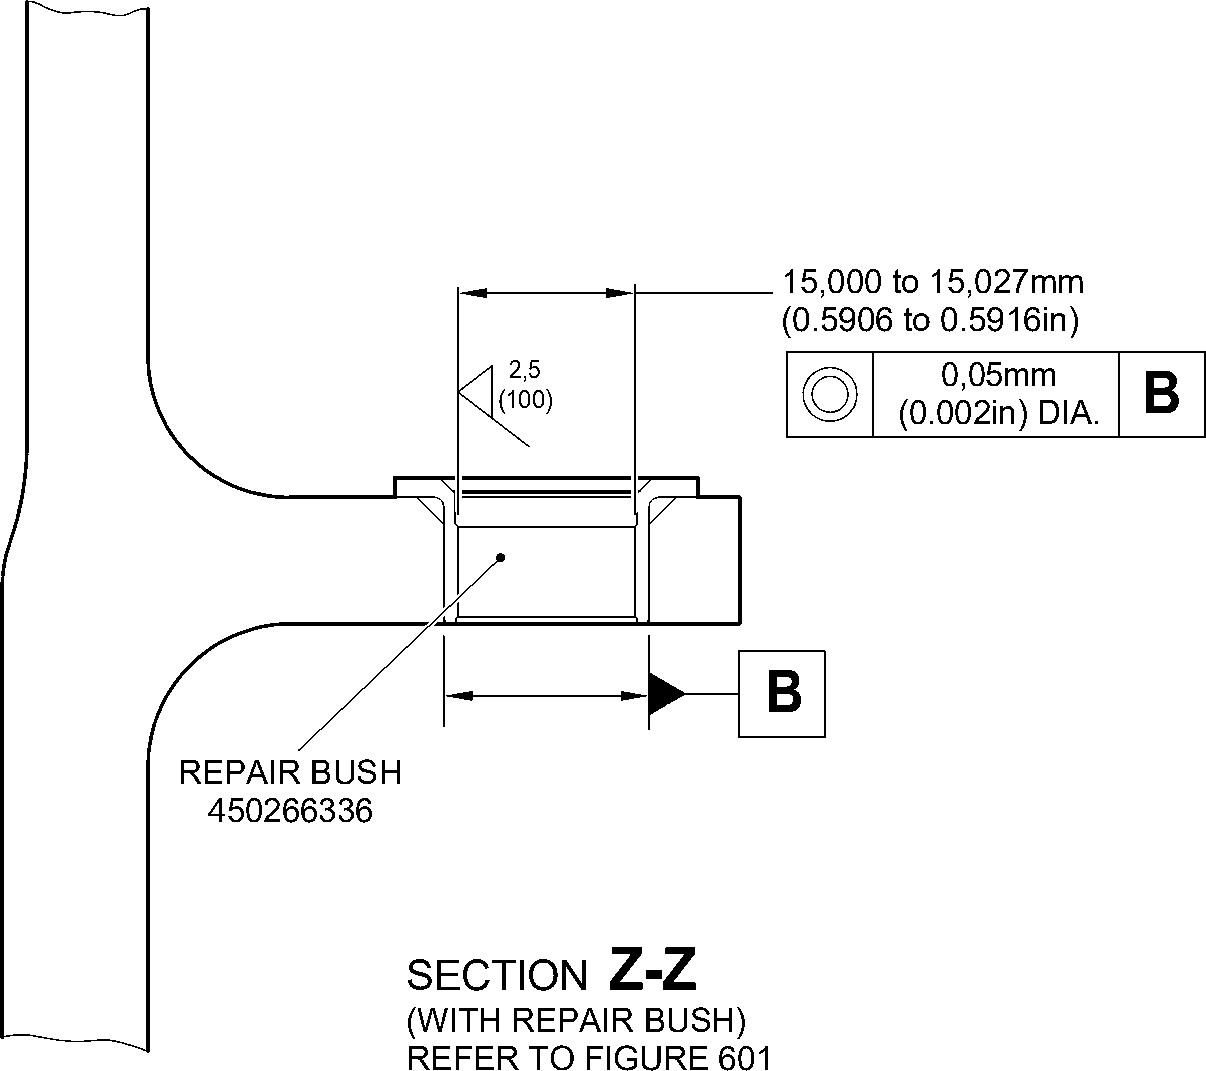 15,000 to 15,027mm
(0.5906 to 0.5916in)
2,5
(100)
0,05mm
(0.002in) DIA.
B
B
REPAIR BUSH
450266336
SECTION Z-Z
(WITH REPAIR BUSH)
REFER TO FIGURE 601